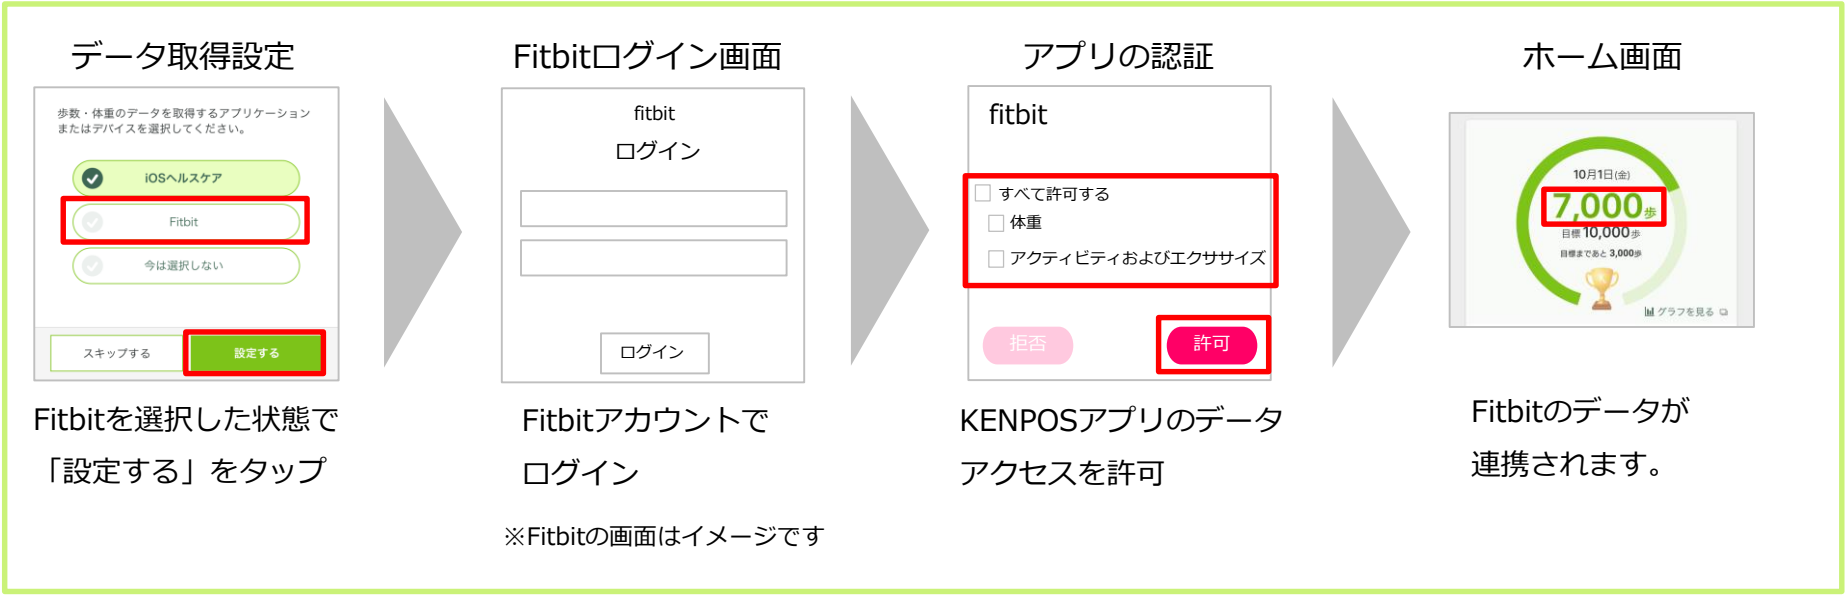 データ取得設定
歩数・体重のデータを取得するアプリケーション
またはデバイスを選択してください。
iOSヘルスケア
Fitbit
今は選択しない
スキップする
設定する
Fitbitを選択した状態で
「設定する」をタップ
Fitbitログイン画面
fitbit
ログイン
ログイン
Fitbitアカウントで
ログイン
※Fitbitの画面はイメージです
アプリの認証
fitbit
すべて許可する
体重
アクティビティおよびエクササイズ
拒否
許可
KENPOSアプリのデータ
アクセスを許可
ホーム画面
10月1日(金)
7,000歩
目標 10,000歩
目標まであと 3,000歩
グラフを見る
Fitbitのデータが
連携されます。